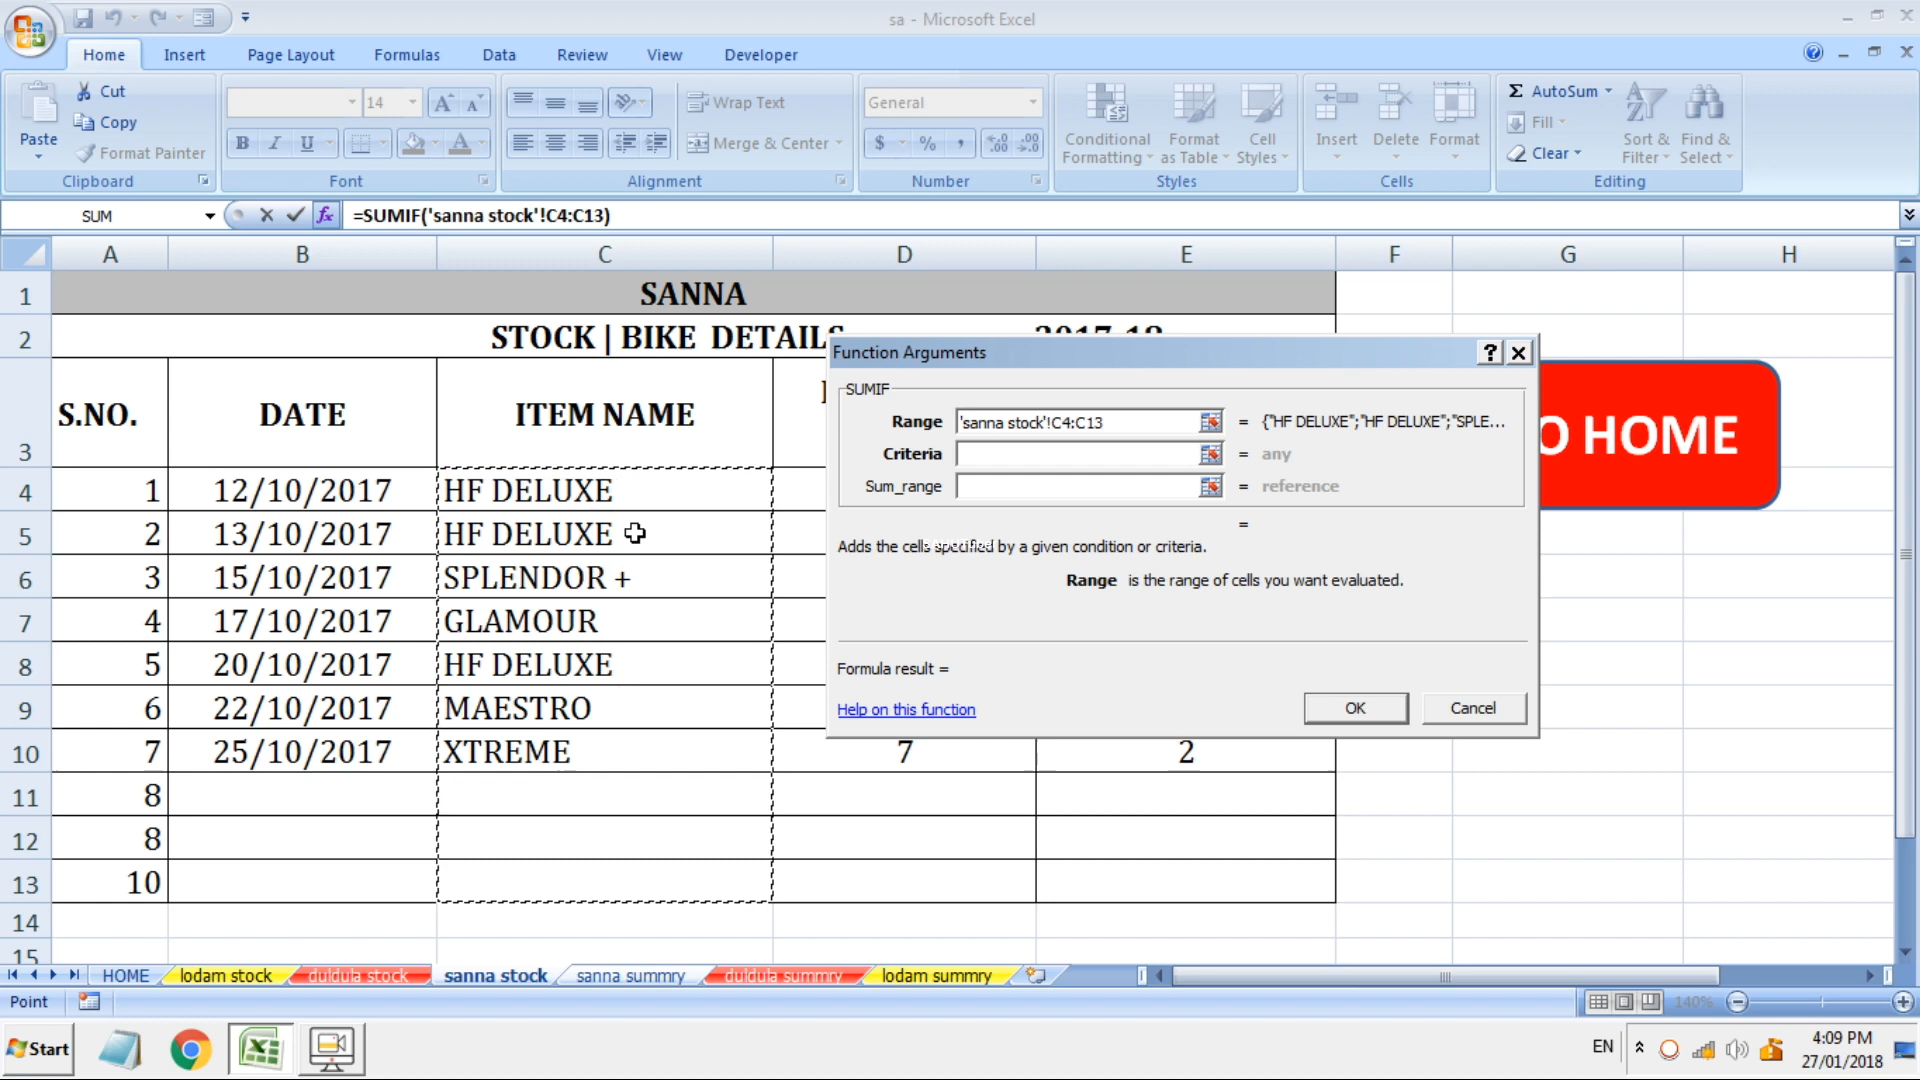 sa - Microsoft Excel
Home Insert Page Layout Formulas Data Review View Developer
Paste
Cut
Copy
Format Painter
Clipboard
14
B I U
Font
Wrap Text
Merge & Center
Alignment
General
$ % ,
Number
Conditional Formatting
Format as Table
Cell Styles
Styles
Insert Delete Format
Cells
Σ AutoSum
Fill
Clear
Sort & Filter
Find & Select
Editing
SUM fx =SUMIF('sanna stock'!C4:C13)
A B C D E F G H
1 SANNA
2 STOCK | BIKE DETAILS 2017-18
3 S.NO. DATE ITEM NAME
O HOME
4 1 12/10/2017 HF DELUXE
5 2 13/10/2017 HF DELUXE
6 3 15/10/2017 SPLENDOR +
7 4 17/10/2017 GLAMOUR
8 5 20/10/2017 HF DELUXE
9 6 22/10/2017 MAESTRO
10 7 25/10/2017 XTREME 7 2
11 8
12 8
13 10
14
15
Function Arguments
SUMIF
Range 'sanna stock'!C4:C13 = {"HF DELUXE";"HF DELUXE";"SPLE...
Criteria = any
Sum_range = reference
=
Adds the cells specified by a given condition or criteria.
Range is the range of cells you want evaluated.
Formula result =
Help on this function
OK Cancel
HOME lodam stock duldula stock sanna stock sanna summry duldula summry lodam summry
Point
140%
Start
EN
4:09 PM
27/01/2018